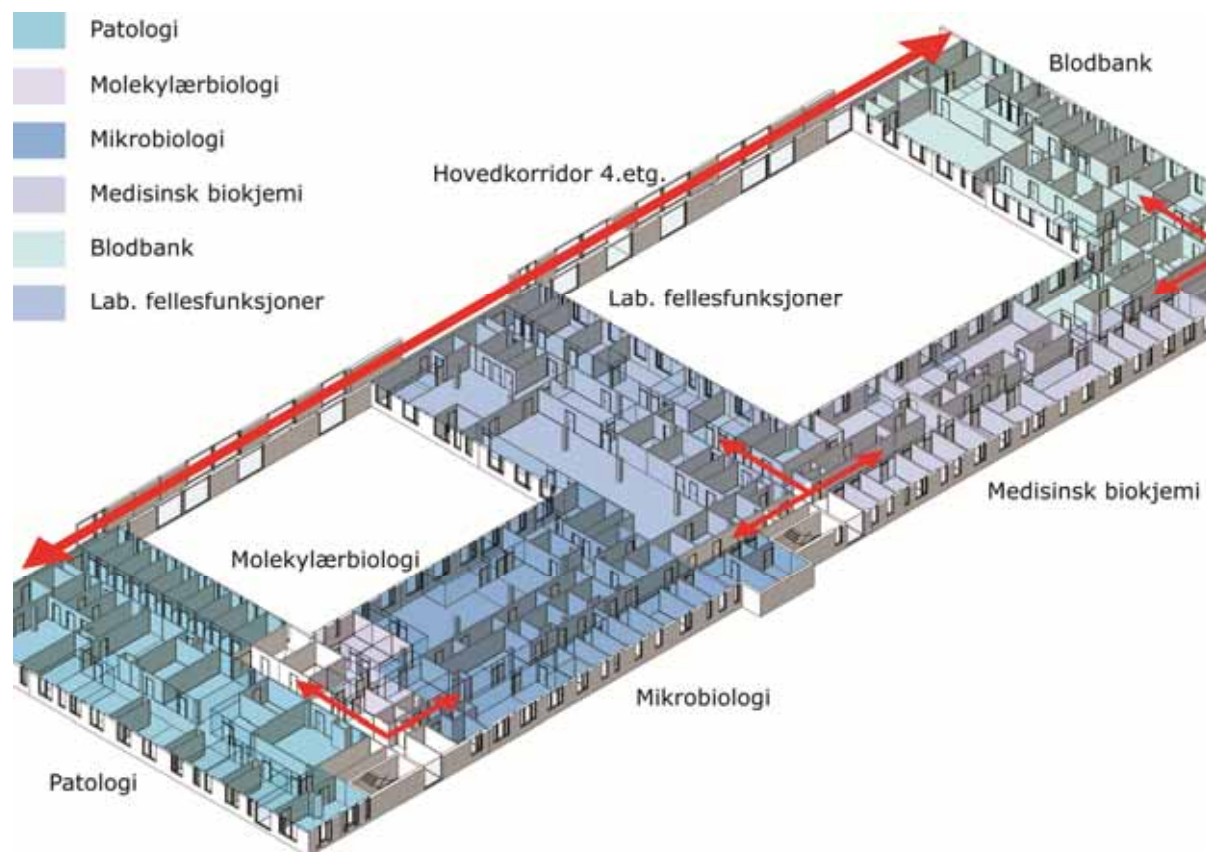 Patologi
Molekylærbiologi
Mikrobiologi
Medisinsk biokjemi
Blodbank
Lab. fellesfunksjoner
Blodbank
Hovedkorridor 4.etg.
Lab. fellesfunksjoner
Medisinsk biokjemi
Molekylærbiologi
Mikrobiologi
Patologi